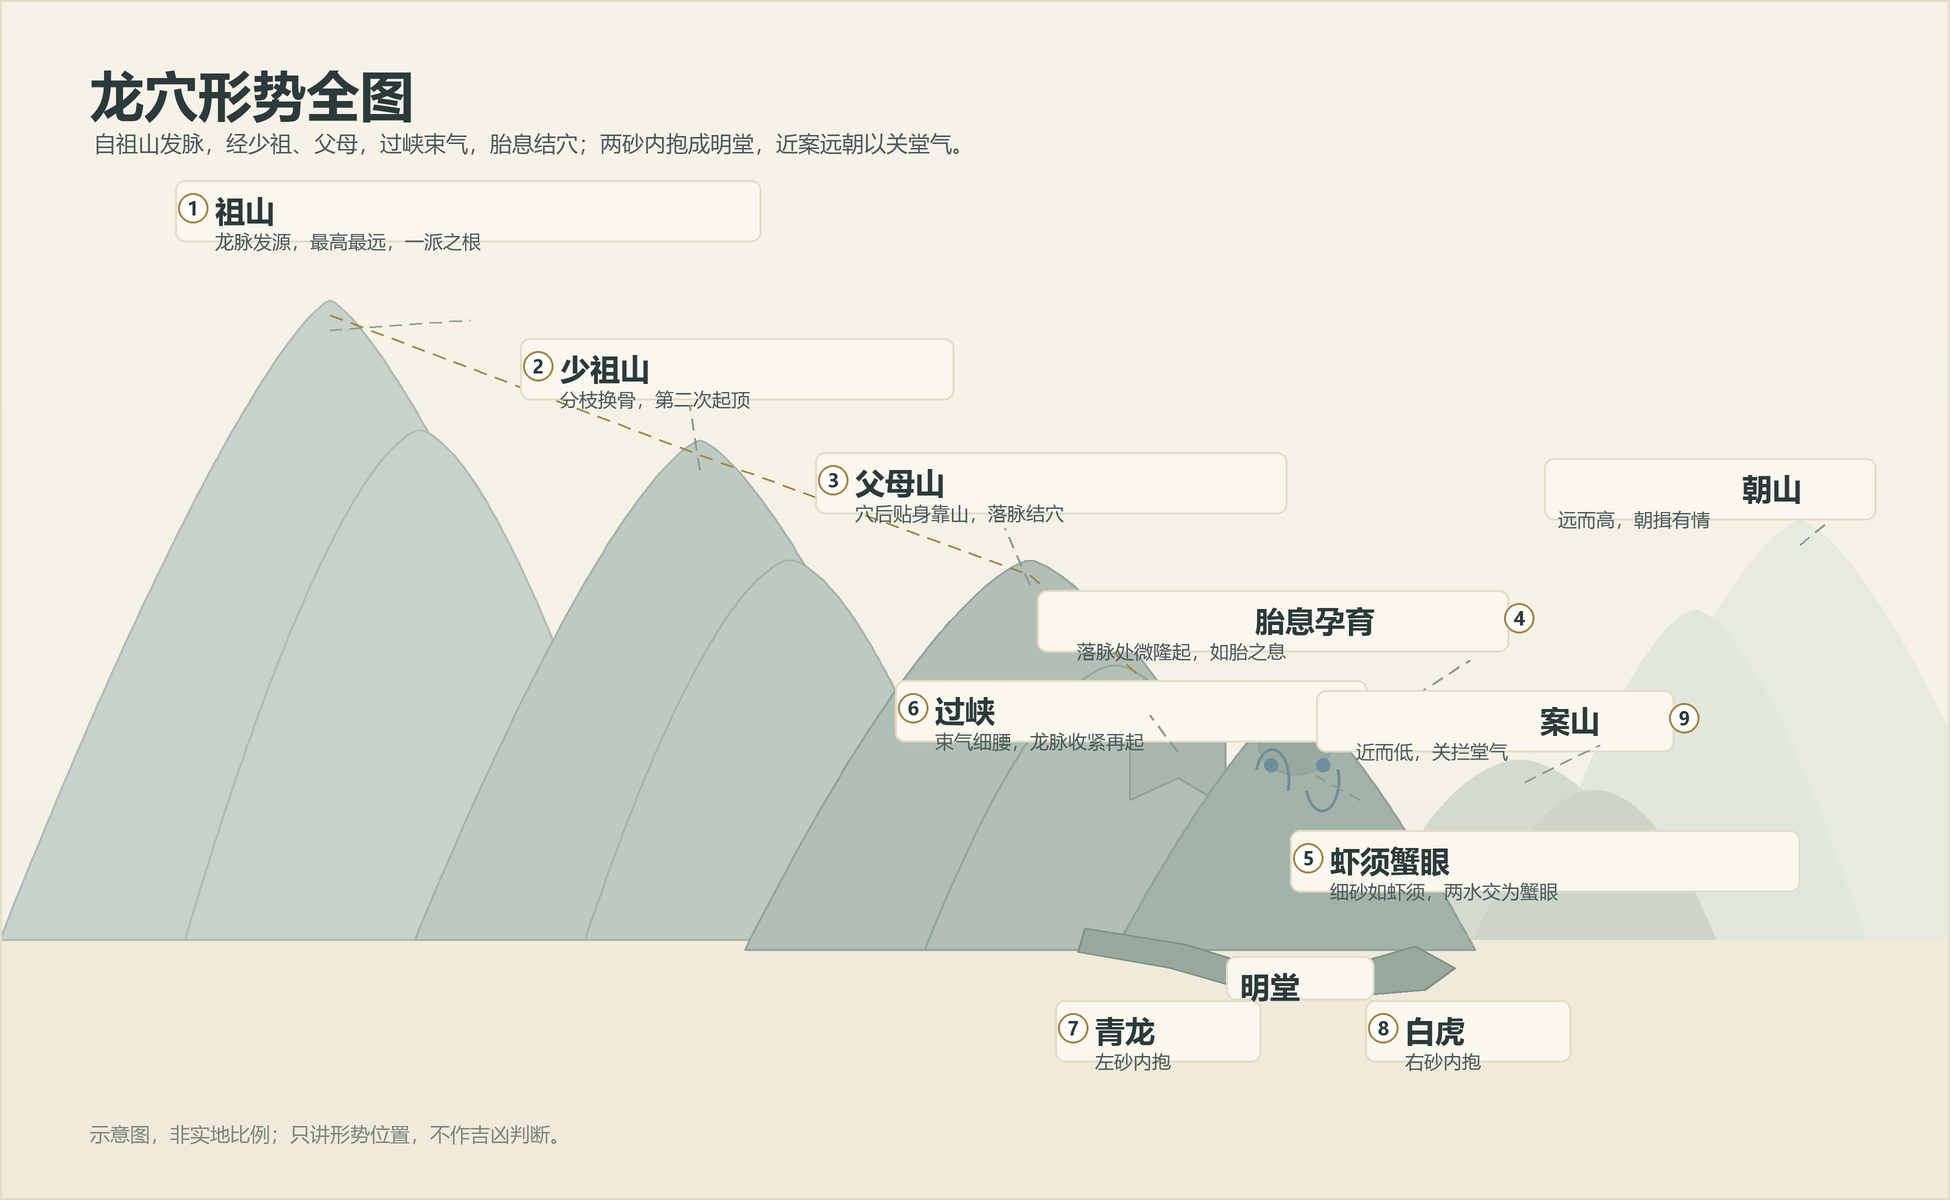 龙穴形势全图
自祖山发脉，经少祖、父母，过峡束气，胎息结穴；两砂内抱成明堂，近案远朝以关堂气。
1 祖山
龙脉发源，最高最远，一派之根
2 少祖山
分枝换骨，第二次起顶
3 父母山
穴后贴身靠山，落脉结穴
朝山
远而高，朝揖有情
胎息孕育 4
落脉处微隆起，如胎之息
6 过峡
束气细腰，龙脉收紧再起
案山 9
近而低，关拦堂气
5 虾须蟹眼
细砂如虾须，两水交为蟹眼
明堂
7 青龙
左砂内抱
8 白虎
右砂内抱
示意图，非实地比例；只讲形势位置，不作吉凶判断。